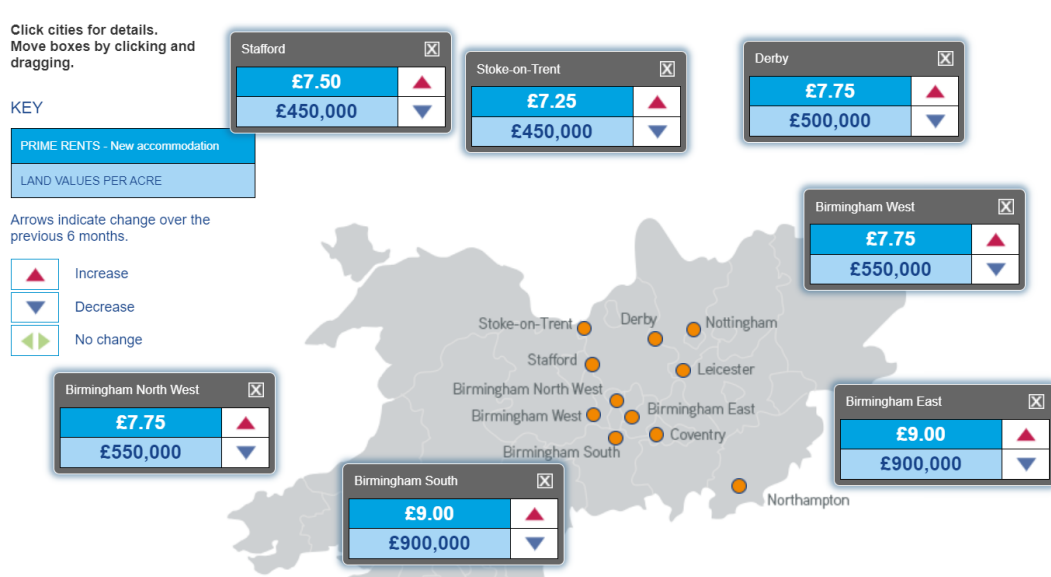 Click cities for details.
Move boxes by clicking and
dragging.
KEY
PRIME RENTS - New accommodation
LAND VALUES PER ACRE
Arrows indicate change over the
previous 6 months.
Increase
Decrease
No change
Stafford
£7.50
£450,000
Stoke-on-Trent
£7.25
£450,000
Derby
£7.75
£500,000
Birmingham West
£7.75
£550,000
Birmingham North West
£7.75
£550,000
Birmingham South
£9.00
£900,000
Birmingham East
£9.00
£900,000
Stoke-on-Trent
Derby
Nottingham
Stafford
Leicester
Birmingham North West
Birmingham West
Birmingham East
Coventry
Birmingham South
Northampton